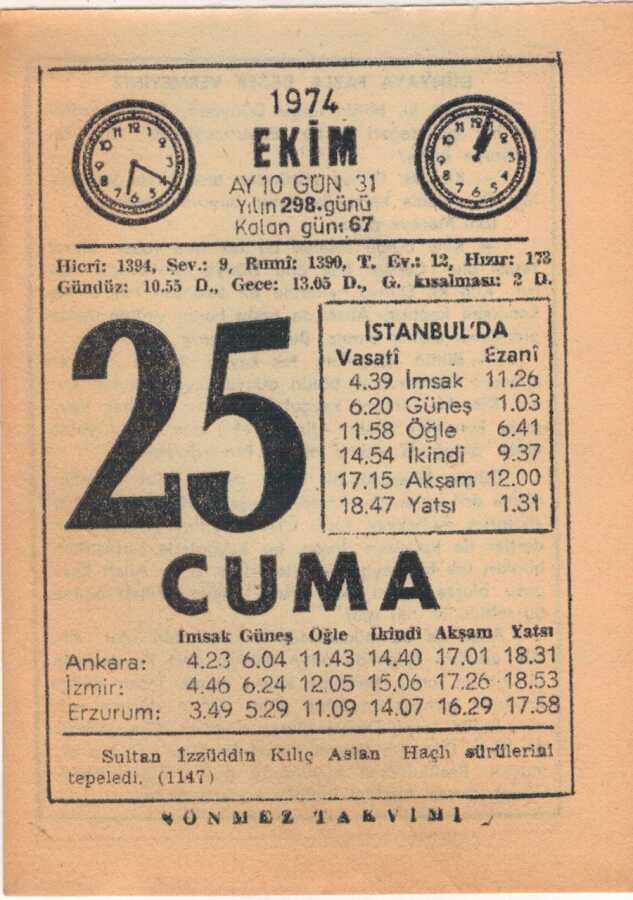 1974
EKİM
AY 10 GÜN 31
Yılın 298. günü
Kalan gün: 67
Hicrî: 1394, Şev.: 9, Rumî: 1390, T. Ev.: 12, Hızır: 173
Gündüz: 10.55 D., Gece: 13.05 D., G. kısalması: 2 D.
25
İSTANBUL'DA
Vasatî Ezanî
4.39 İmsak 11.26
6.20 Güneş 1.03
11.58 Öğle 6.41
14.54 İkindi 9.37
17.15 Akşam 12.00
18.47 Yatsı 1.31
CUMA
Imsak Güneş Öğle Ikindi Akşam Yatsı
Ankara: 4.23 6.04 11.43 14.40 17.01 18.31
İzmir: 4.46 6.24 12.05 15.06 17.26 18.53
Erzurum: 3.49 5.29 11.09 14.07 16.29 17.58
Sultan İzzüddin Kılıç Aslan Haçlı sürülerini
tepeledi. (1147)
SÖNMEZ TAKVİMİ